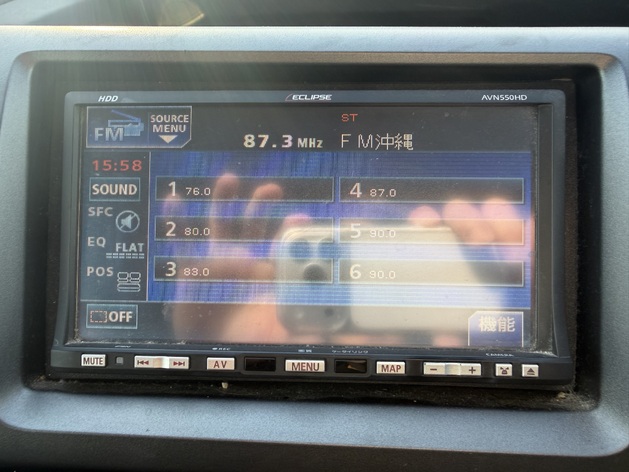 HDD
ECLIPSE
AVN550HD
FM
SOURCE
MENU
ST
87.3 MHz FM沖縄
15:58
SOUND
SFC
EQ FLAT
POS
OFF
1 76.0
2 80.0
3 83.0
4 87.0
5 90.0
6 90.0
機能
MUTE
AV
MENU
MAP
− +